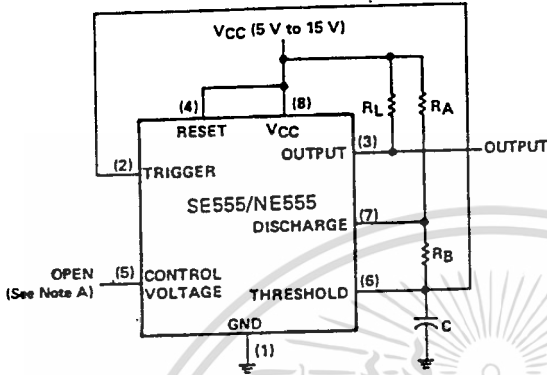 VCC (5 V to 15 V)
(4)
(8)
RL
RA
RESET
VCC
(3)
OUTPUT
OUTPUT
(2)
TRIGGER
SE555/NE555
(7)
DISCHARGE
RB
OPEN
(See Note A)
(5)
CONTROL
VOLTAGE
(6)
THRESHOLD
C
GND
(1)